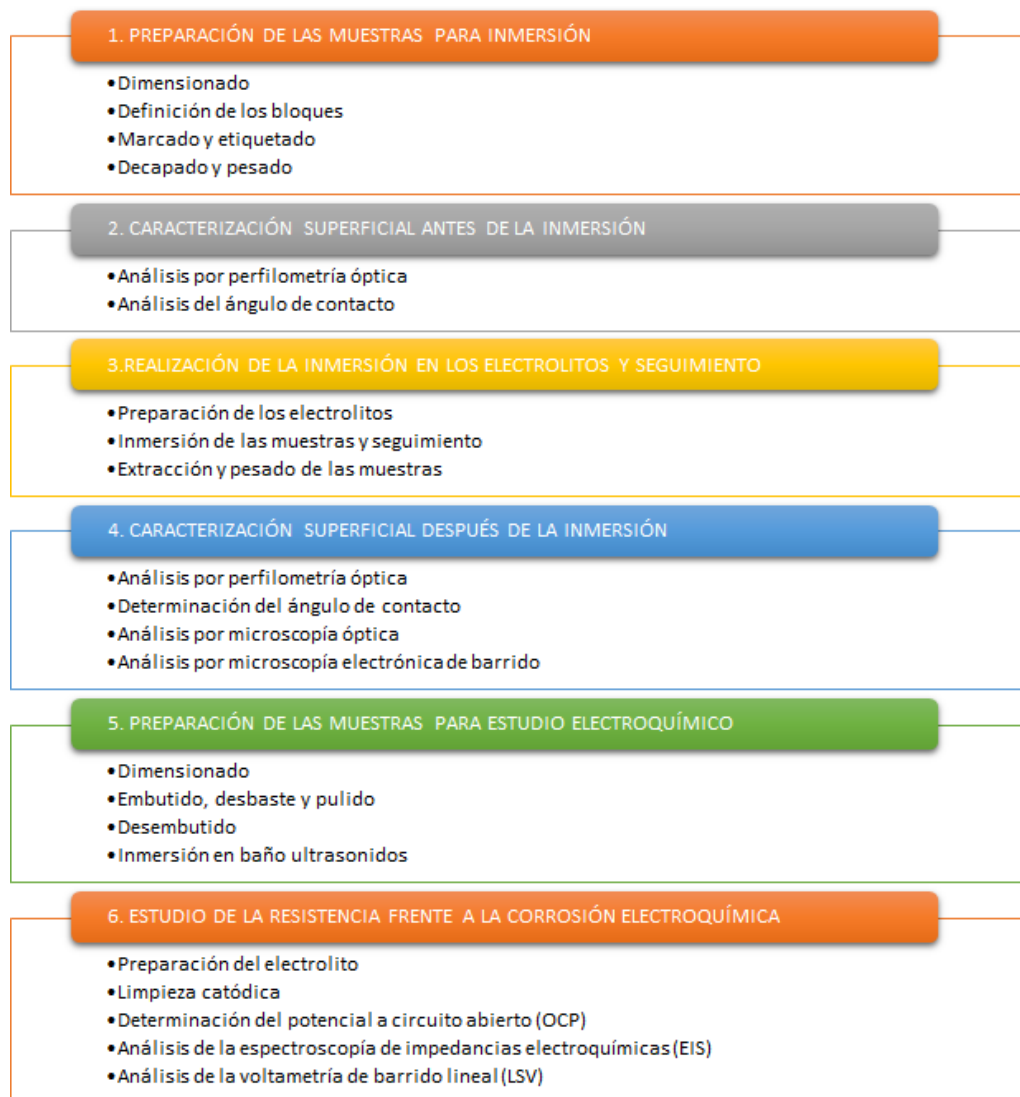 1. PREPARACIÓN DE LAS MUESTRAS PARA INMERSIÓN
•Dimensionado
•Definición de los bloques
•Marcado y etiquetado
•Decapado y pesado
2. CARACTERIZACIÓN SUPERFICIAL ANTES DE LA INMERSIÓN
•Análisis por perfilometría óptica
•Análisis del ángulo de contacto
3.REALIZACIÓN DE LA INMERSIÓN EN LOS ELECTROLITOS Y SEGUIMIENTO
•Preparación de los electrolitos
•Inmersión de las muestras y seguimiento
•Extracción y pesado de las muestras
4. CARACTERIZACIÓN SUPERFICIAL DESPUÉS DE LA INMERSIÓN
•Análisis por perfilometría óptica
•Determinación del ángulo de contacto
•Análisis por microscopía óptica
•Análisis por microscopía electrónica de barrido
5. PREPARACIÓN DE LAS MUESTRAS PARA ESTUDIO ELECTROQUÍMICO
•Dimensionado
•Embutido, desbaste y pulido
•Desembutido
•Inmersión en baño ultrasonidos
6. ESTUDIO DE LA RESISTENCIA FRENTE A LA CORROSIÓN ELECTROQUÍMICA
•Preparación del electrolito
•Limpieza catódica
•Determinación del potencial a circuito abierto (OCP)
•Análisis de la espectroscopía de impedancias electroquímicas (EIS)
•Análisis de la voltametría de barrido lineal (LSV)